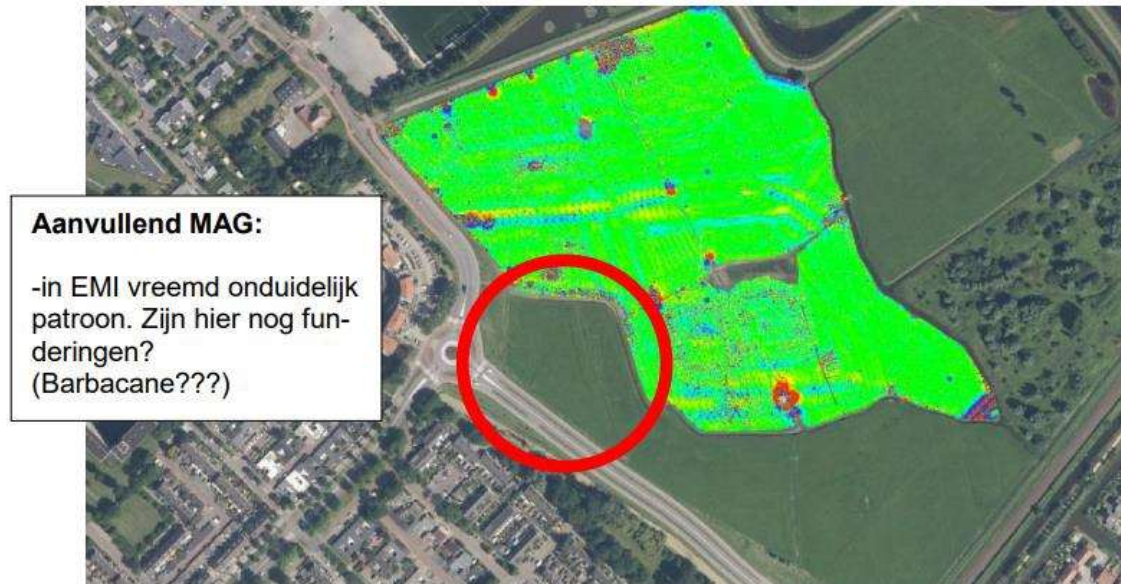 Aanvullend MAG:
-in EMI vreemd onduidelijk
patroon. Zijn hier nog fun-
deringen?
(Barbacane???)